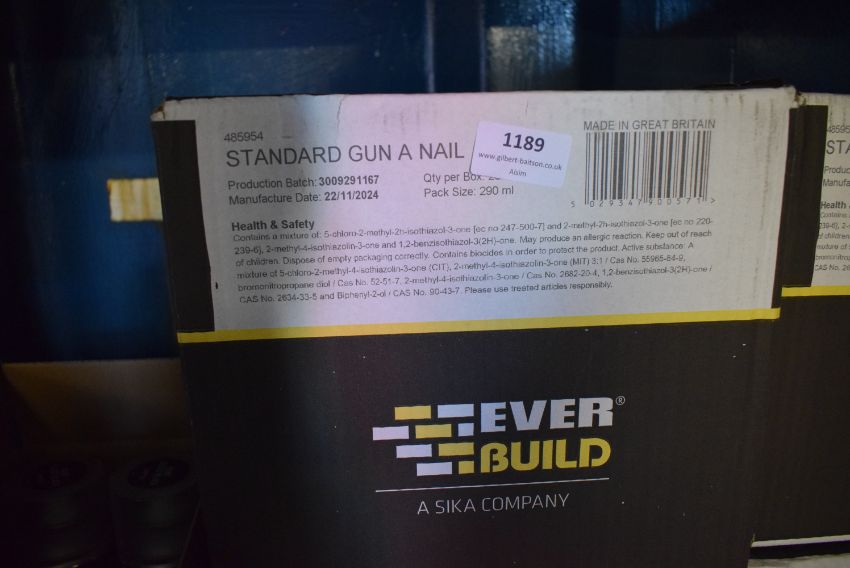 485954
STANDARD GUN A NAIL
1189
www.gilbert-baitson.co.uk
MADE IN GREAT BRITAIN
Production Batch: 3009291167
Qty per Box:
Manufacture Date: 22/11/2024
Pack Size: 290 ml
5 029347 900571 >
Health & Safety
Contains a mixture of: 5-chloro-2-methyl-2h-isothiazol-3-one [ec no 247-500-7] and 2-methyl-2h-isothiazol-3-one [ec no 220-
239-6], 2-methyl-4-isothiazolin-3-one and 1,2-benzisothiazol-3(2H)-one. May produce an allergic reaction. Keep out of reach
of children. Dispose of empty packaging correctly. Contains biocides in order to protect the product. Active substance: A
mixture of 5-chloro-2-methyl-4-isothiazolin-3-one (CIT), 2-methyl-4-isothiazolin-3-one (MIT) 3:1 / Cas No. 55965-84-9,
bromonitropropane diol / Cas No. 52-51-7, 2-methyl-4-isothiazolin-3-one / Cas No. 2682-20-4, 1,2-benzisothiazol-3(2H)-one /
CAS No. 2634-33-5 and Biphenyl-2-ol / CAS No. 90-43-7. Please use treated articles responsibly.
EVER®
BUILD
A SIKA COMPANY